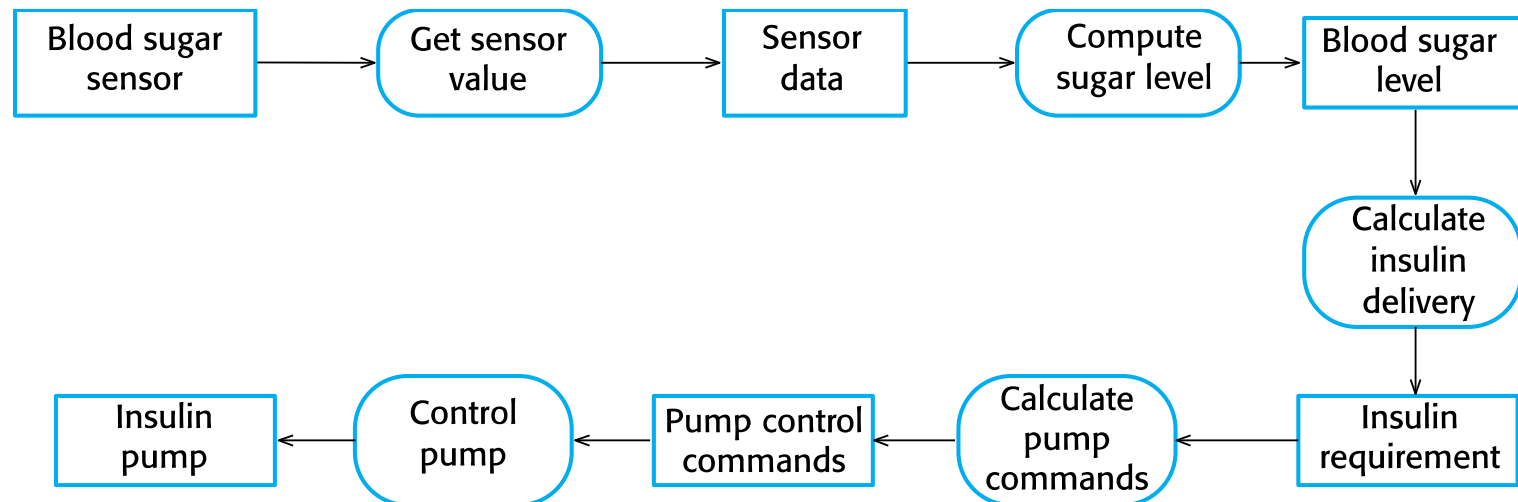 Blood sugar
sensor
Get sensor
value
Sensor
data
Compute
sugar level
Blood sugar
level
Calculate
insulin
delivery
Insulin
requirement
Calculate
pump
commands
Pump control
commands
Control
pump
Insulin
pump